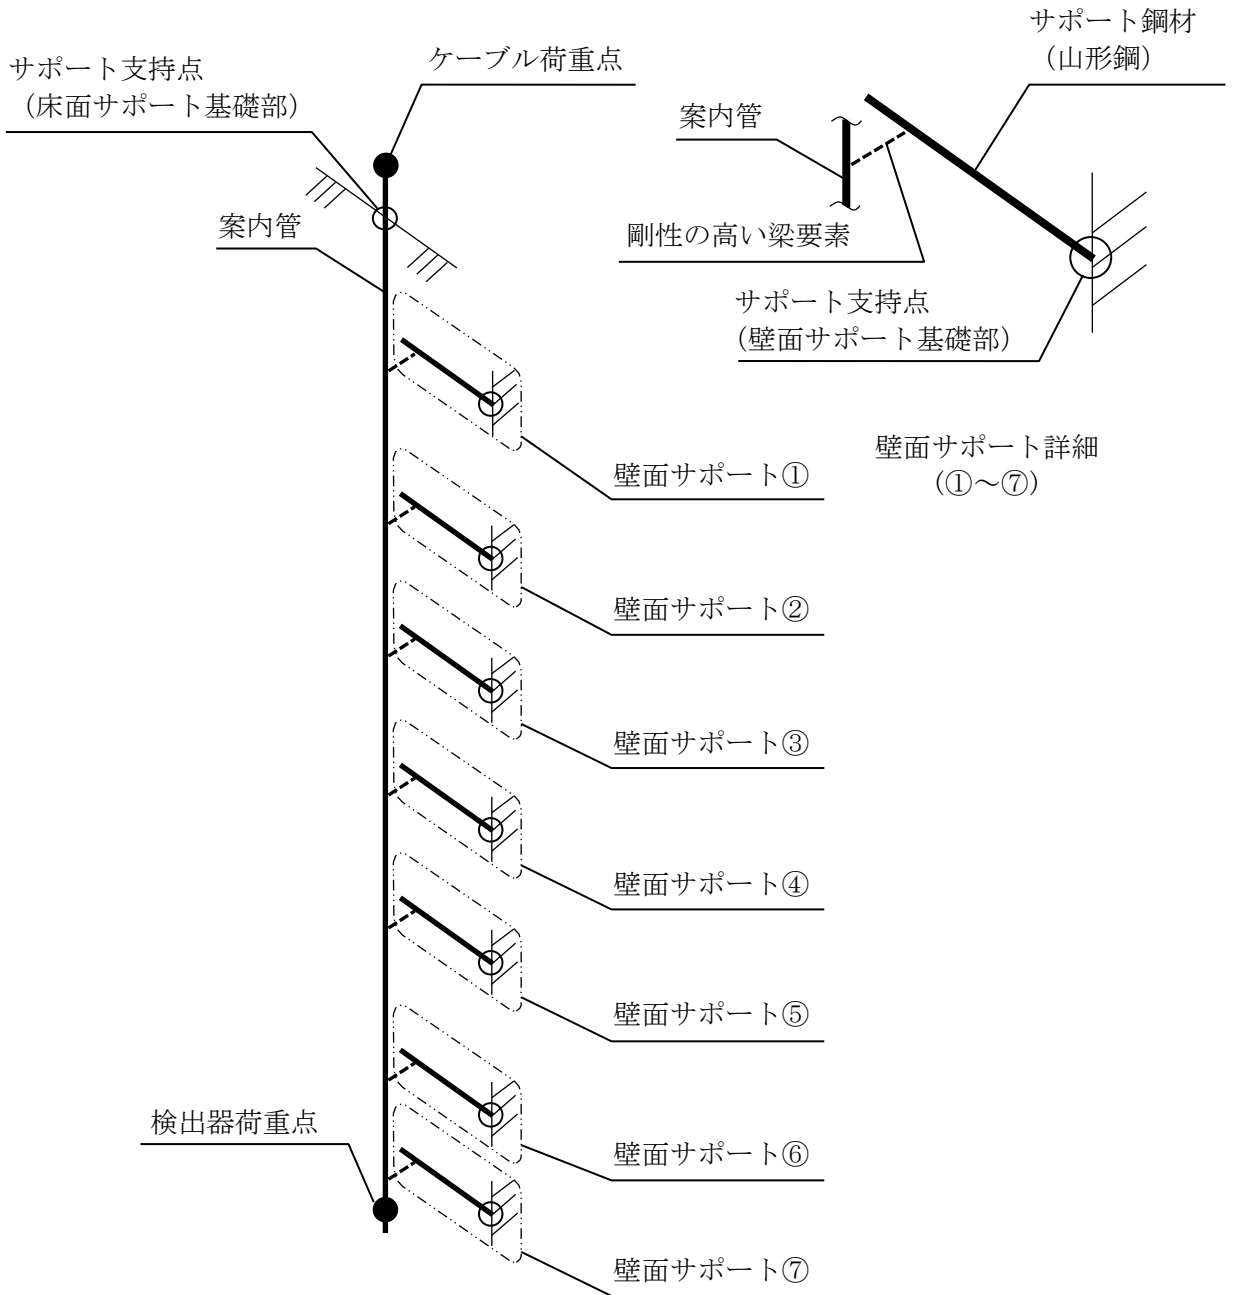 サポート支持点
（床面サポート基礎部）
ケーブル荷重点
案内管
サポート鋼材
（山形鋼）
案内管
剛性の高い梁要素
サポート支持点
（壁面サポート基礎部）
壁面サポート詳細
（①～⑦）
壁面サポート①
壁面サポート②
壁面サポート③
壁面サポート④
壁面サポート⑤
検出器荷重点
壁面サポート⑥
壁面サポート⑦